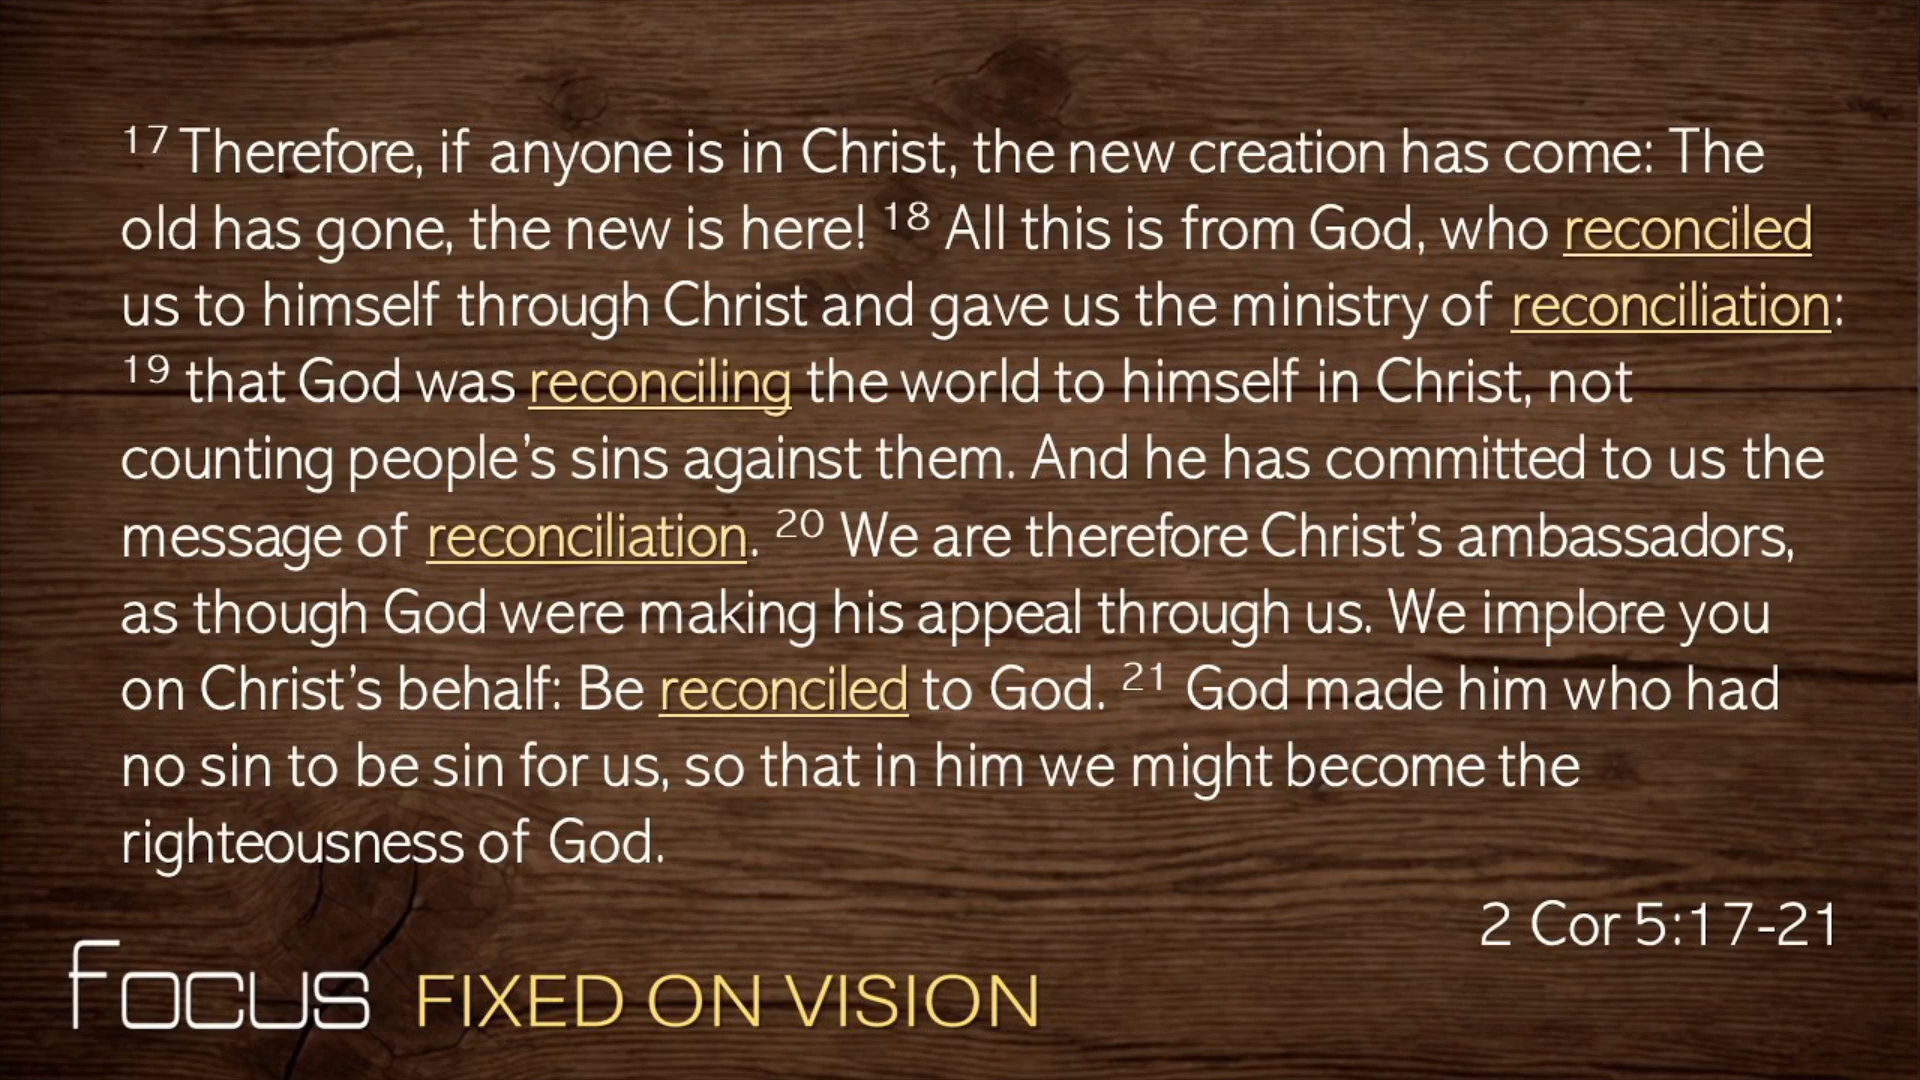 17 Therefore, if anyone is in Christ, the new creation has come: The
old has gone, the new is here! 18 All this is from God, who reconciled
us to himself through Christ and gave us the ministry of reconciliation:
19 that God was reconciling the world to himself in Christ, not
counting people’s sins against them. And he has committed to us the
message of reconciliation. 20 We are therefore Christ’s ambassadors,
as though God were making his appeal through us. We implore you
on Christ’s behalf: Be reconciled to God. 21 God made him who had
no sin to be sin for us, so that in him we might become the
righteousness of God.
2 Cor 5:17-21
focus FIXED ON VISION